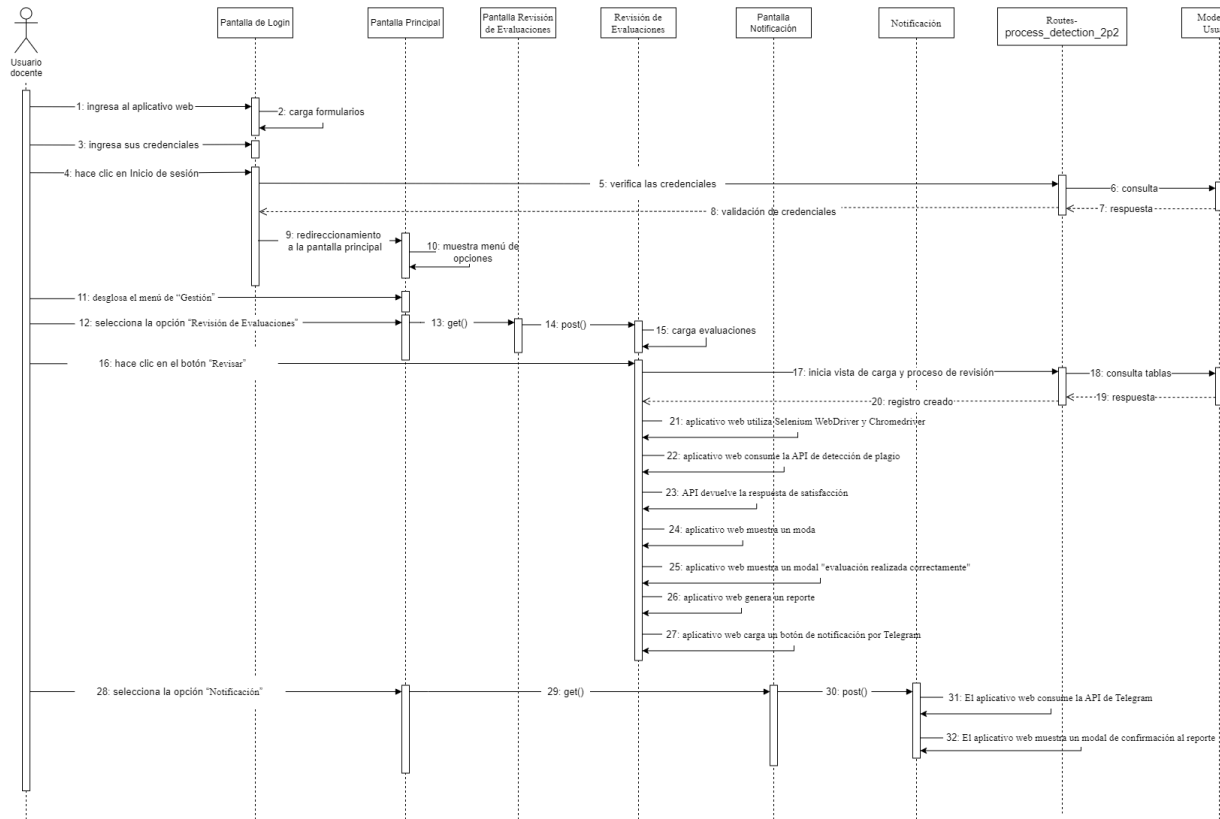 Pantalla de Login
Pantalla Principal
Pantalla Revisión
de Evaluaciones
Revisión de
Evaluaciones
Pantalla
Notificación
Notificación
Routes-
process_detection_2p2
Usuario
docente
1: ingresa al aplicativo web
2: carga formularios
3: ingresa sus credenciales
4: hace clic en Inicio de sesión
5: verifica las credenciales
6: consulta
7: respuesta
8: validación de credenciales
9: redireccionamiento
a la pantalla principal
10: muestra menú de
opciones
11: desglosa el menú de “Gestión”
12: selecciona la opción “Revisión de Evaluaciones”
13: get()
14: post()
15: carga evaluaciones
16: hace clic en el botón “Revisar”
17: inicia vista de carga y proceso de revisión
18: consulta tablas
19: respuesta
20: registro creado
21: aplicativo web utiliza Selenium WebDriver y Chromedriver
22: aplicativo web consume la API de detección de plagio
23: API devuelve la respuesta de satisfacción
24: aplicativo web muestra un moda
25: aplicativo web muestra un modal "evaluación realizada correctamente"
26: aplicativo web genera un reporte
27: aplicativo web carga un botón de notificación por Telegram
28: selecciona la opción “Notificación”
29: get()
30: post()
31: El aplicativo web consume la API de Telegram
32: El aplicativo web muestra un modal de confirmación al reporte